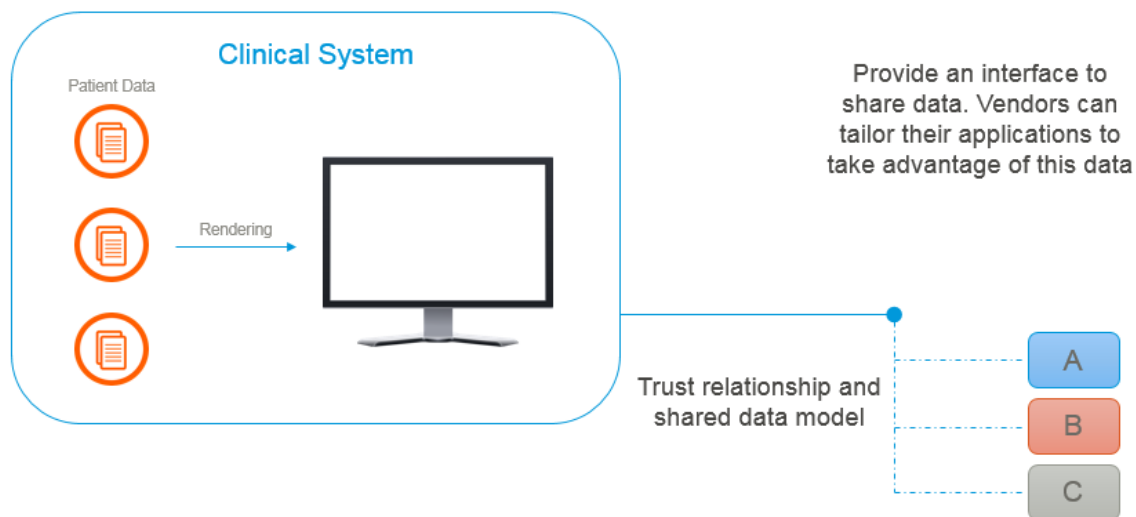 Clinical System
Patient Data
Rendering
Provide an interface to
share data. Vendors can
tailor their applications to
take advantage of this data
Trust relationship and
shared data model
A
B
C